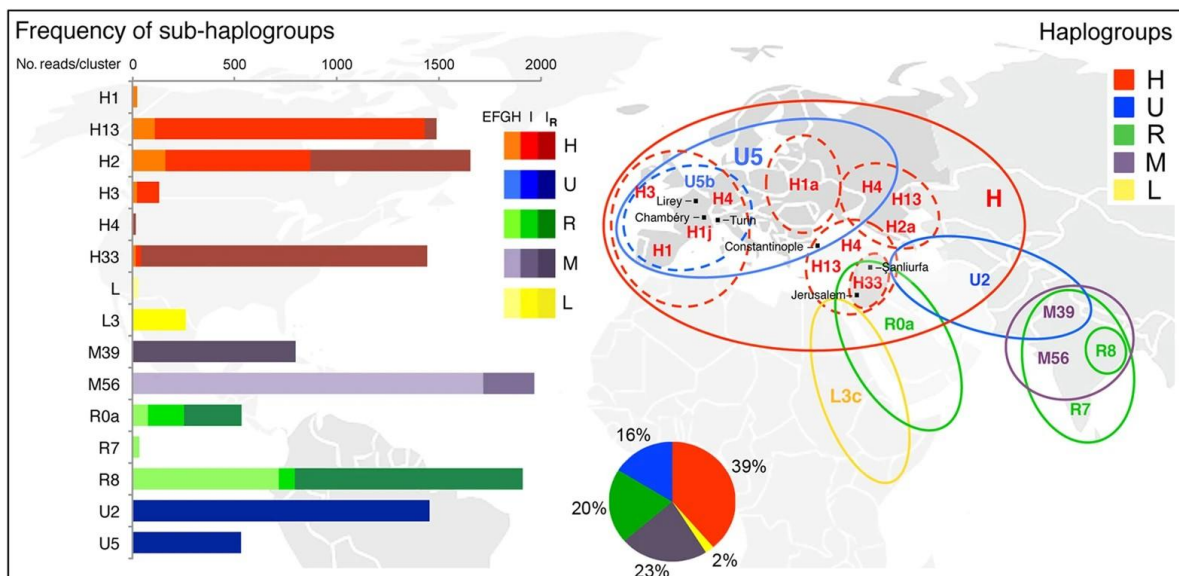 Frequency of sub-haplogroups
No. reads/cluster
0 500 1000 1500 2000
H1
H13
H2
H3
H4
H33
L
L3
M39
M56
R0a
R7
R8
U2
U5
EFGH I IR
H
U
R
M
L
Haplogroups
H
U
R
M
L
U5
H3
U5b
H4
Lirey
Chambéry
Turin
H1j
H1
H1a
H4
H13
H2a
H
Constantinople
H4
H13
Şanliurfa
H33
Jerusalem
U2
R0a
L3c
M39
M56
R8
R7
16%
39%
20%
23%
2%